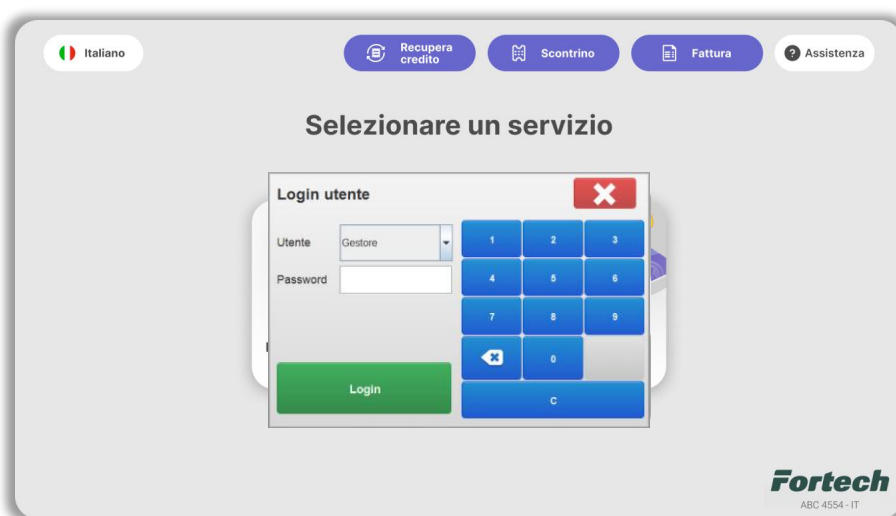 Italiano
Recupera
credito
Scontrino
Fattura
? Assistenza
Selezionare un servizio
Login utente
Utente Gestore
Password
1 2 3
4 5 6
7 8 9
0
C
Login
Fortech
ABC 4554 - IT